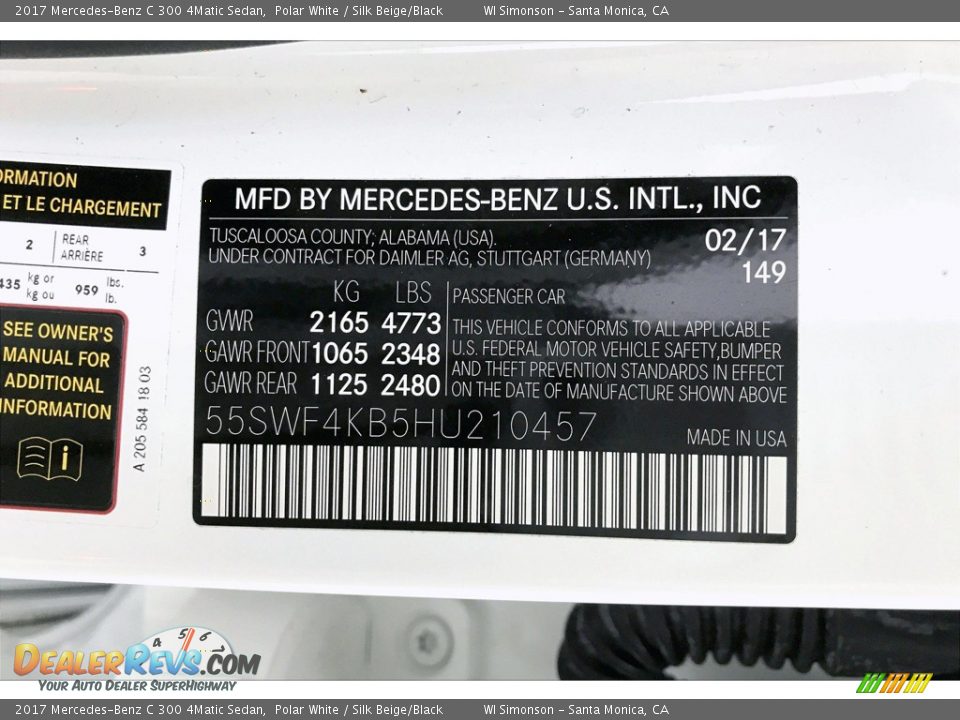 2017 Mercedes-Benz C 300 4Matic Sedan, Polar White / Silk Beige/Black WI Simonson - Santa Monica, CA
ORMATION
ET LE CHARGEMENT
2 REAR ARRIÈRE 3
435 kg or kg ou 959 lbs. lb.
SEE OWNER'S
MANUAL FOR
ADDITIONAL
INFORMATION
i
A 205 584 18 03
MFD BY MERCEDES-BENZ U.S. INTL., INC
TUSCALOOSA COUNTY; ALABAMA (USA). 02/17
UNDER CONTRACT FOR DAIMLER AG, STUTTGART (GERMANY) 149
KG LBS
GVWR 2165 4773
GAWR FRONT 1065 2348
GAWR REAR 1125 2480
PASSENGER CAR
THIS VEHICLE CONFORMS TO ALL APPLICABLE
U.S. FEDERAL MOTOR VEHICLE SAFETY,BUMPER
AND THEFT PREVENTION STANDARDS IN EFFECT
ON THE DATE OF MANUFACTURE SHOWN ABOVE
55SWF4KB5HU210457
MADE IN USA
4 5 6
DEALERREVS.COM
YOUR AUTO DEALER SUPERHIGHWAY
2017 Mercedes-Benz C 300 4Matic Sedan, Polar White / Silk Beige/Black WI Simonson - Santa Monica, CA